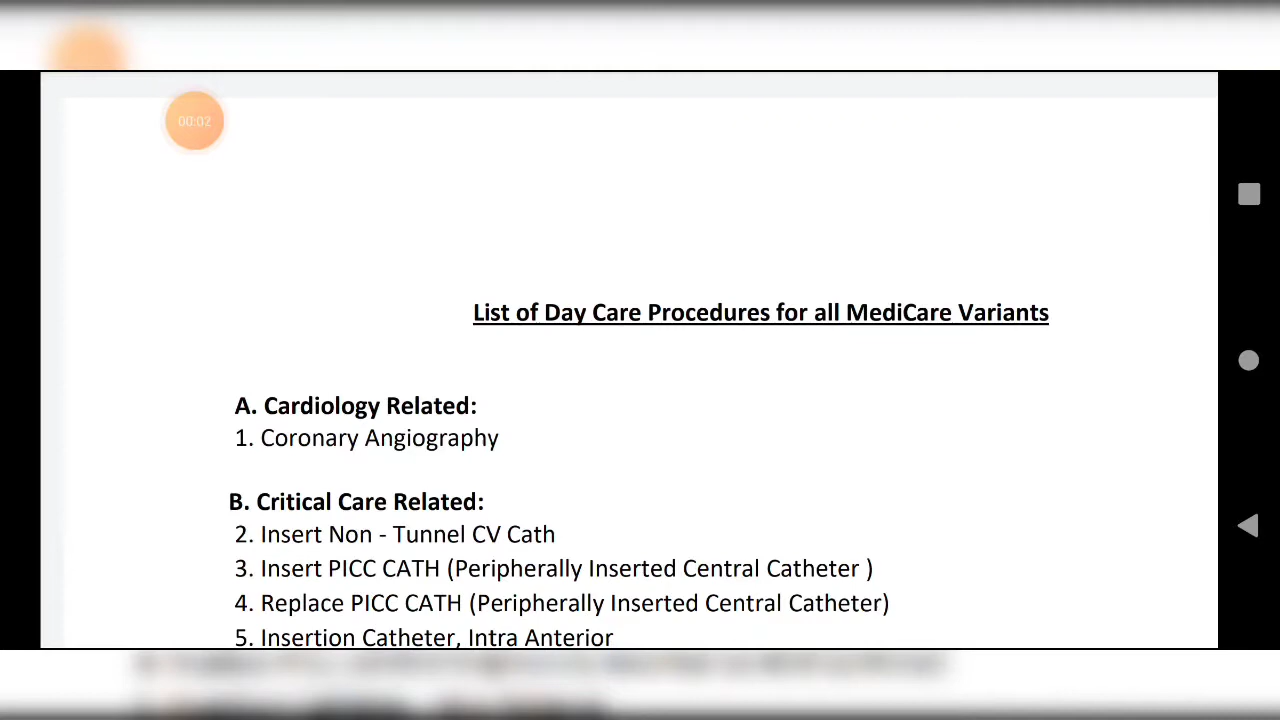 00:02
List of Day Care Procedures for all MediCare Variants
A. Cardiology Related:
1. Coronary Angiography
B. Critical Care Related:
2. Insert Non - Tunnel CV Cath
3. Insert PICC CATH (Peripherally Inserted Central Catheter )
4. Replace PICC CATH (Peripherally Inserted Central Catheter)
5. Insertion Catheter, Intra Anterior